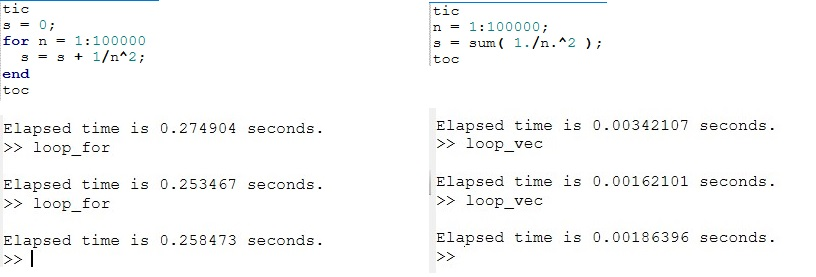 tic
s = 0;
for n = 1:100000
  s = s + 1/n^2;
end
toc
Elapsed time is 0.274904 seconds.
>> loop_for
Elapsed time is 0.253467 seconds.
>> loop_for
Elapsed time is 0.258473 seconds.
>>
tic
n = 1:100000;
s = sum( 1./n.^2 );
toc
Elapsed time is 0.00342107 seconds.
>> loop_vec
Elapsed time is 0.00162101 seconds.
>> loop_vec
Elapsed time is 0.00186396 seconds.
>>